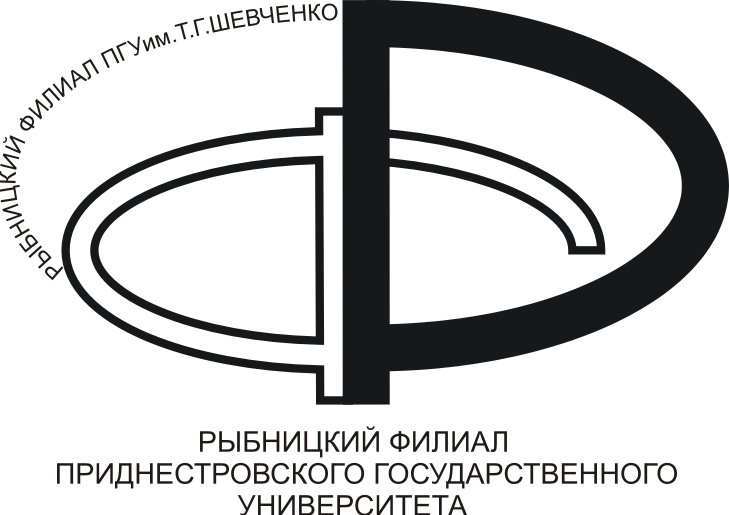 РЫБНИЦКИЙ ФИЛИАЛ ПГУим.Т.Г.ШЕВЧЕНКО
РЫБНИЦКИЙ ФИЛИАЛ
ПРИДНЕСТРОВСКОГО ГОСУДАРСТВЕННОГО
УНИВЕРСИТЕТА